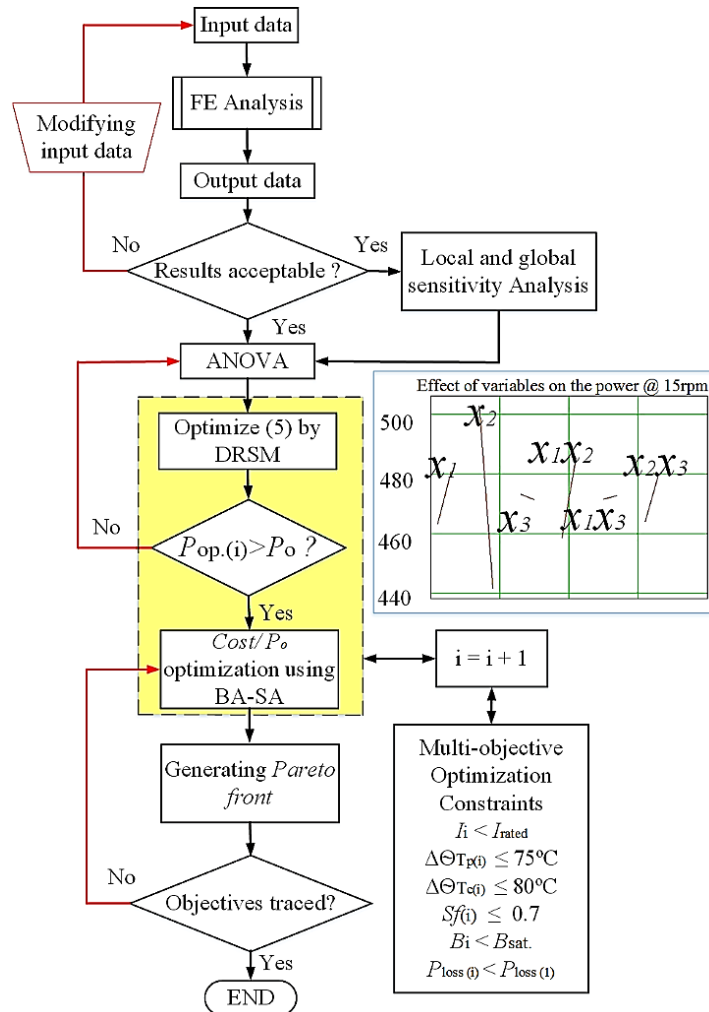 Input data
FE Analysis
Modifying
input data
Output data
No
Results acceptable ?
Yes
Local and global
sensitivity Analysis
Yes
ANOVA
Effect of variables on the power @ 15rpm
500
480
460
440
x1
x2
x3
x1x2
x1x3
x2x3
Optimize (5) by
DRSM
No
Pop.(i)>Po ?
Yes
Cost/Po
optimization using
BA-SA
i = i + 1
Generating Pareto
front
Multi-objective
Optimization
Constraints
Ii < Irated
ΔΘTp(i) ≤ 75ºC
ΔΘTc(i) ≤ 80ºC
Sf(i) ≤ 0.7
Bi < Bsat.
Ploss (i) < Ploss (1)
No
Objectives traced?
Yes
END